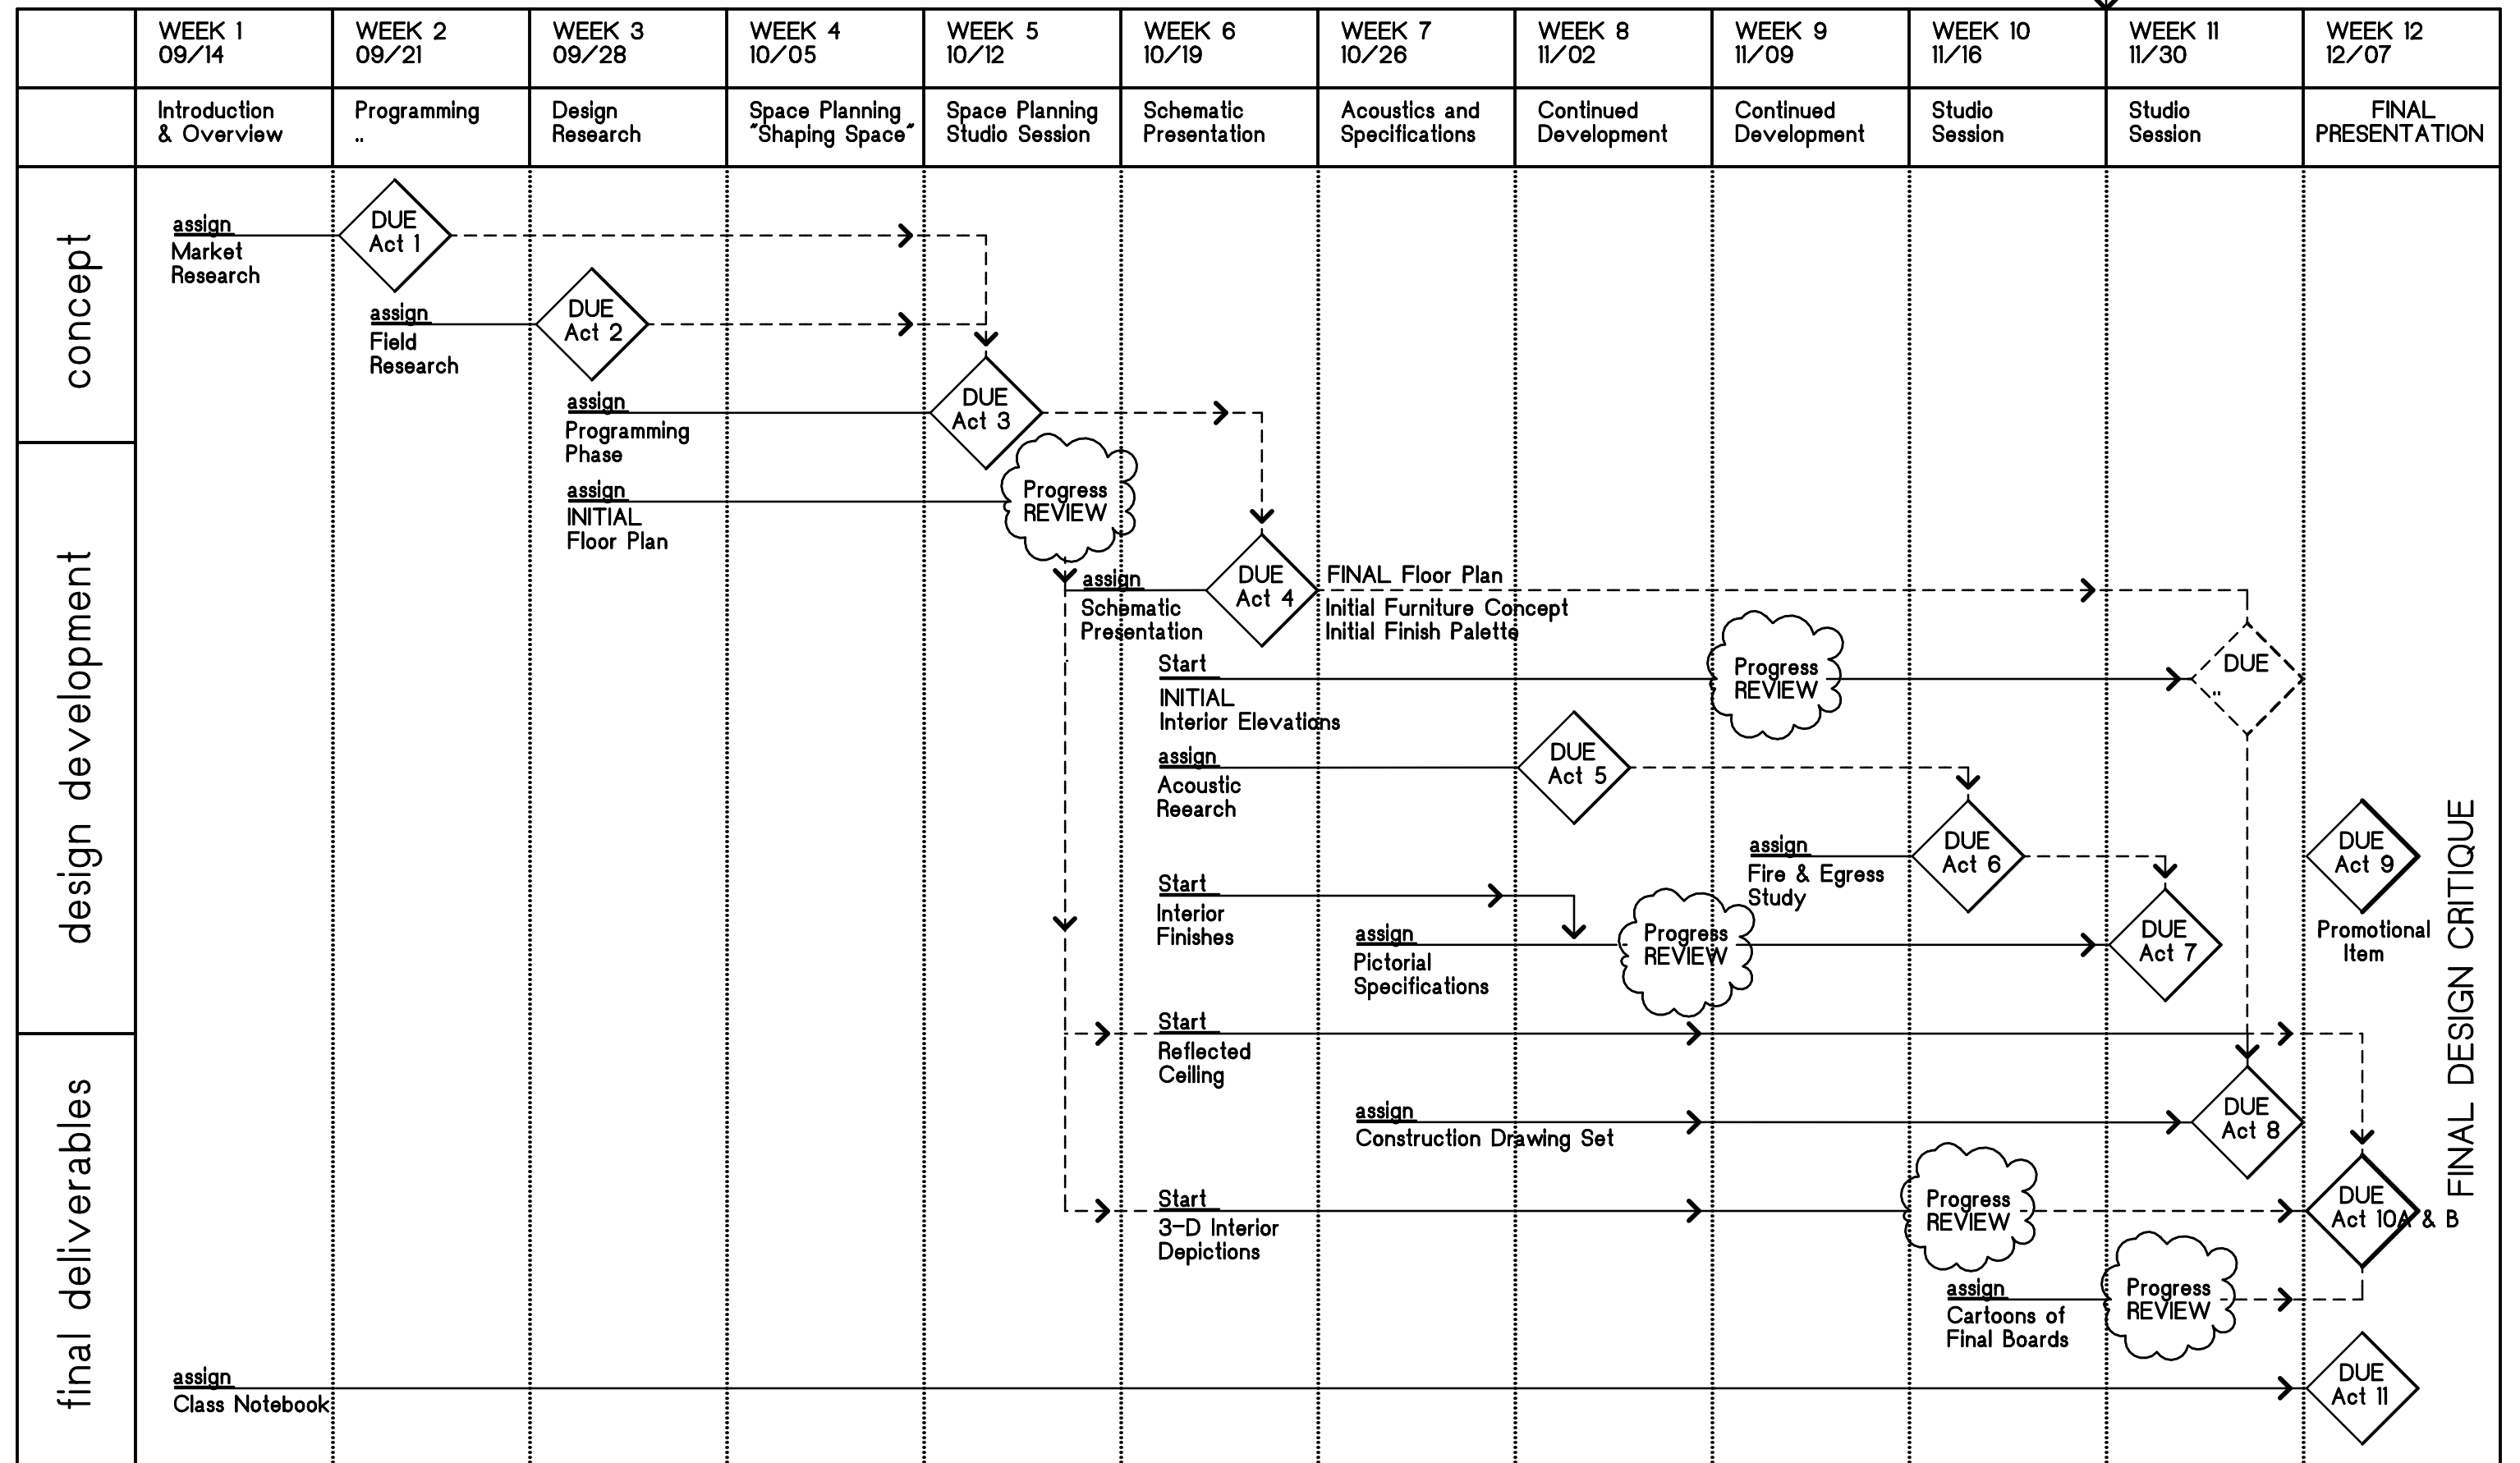 WEEK 1
09/14
WEEK 2
09/21
WEEK 3
09/28
WEEK 4
10/05
WEEK 5
10/12
WEEK 6
10/19
WEEK 7
10/26
WEEK 8
11/02
WEEK 9
11/09
WEEK 10
11/16
WEEK 11
11/30
WEEK 12
12/07
Introduction
& Overview
Programming
..
Design
Research
Space Planning
"Shaping Space"
Space Planning
Studio Session
Schematic
Presentation
Acoustics and
Specifications
Continued
Development
Continued
Development
Studio
Session
Studio
Session
FINAL
PRESENTATION
concept
assign
Market
Research
DUE
Act 1
assign
Field
Research
DUE
Act 2
assign
Programming
Phase
DUE
Act 3
design development
assign
INITIAL
Floor Plan
Progress
REVIEW
assign
Schematic
Presentation
DUE
Act 4
FINAL Floor Plan
Initial Furniture Concept
Initial Finish Palette
Start
INITIAL
Interior Elevations
Progress
REVIEW
DUE
..
assign
Acoustic
Reearch
DUE
Act 5
assign
Fire & Egress
Study
DUE
Act 6
DUE
Act 9
Promotional
Item
Start
Interior
Finishes
assign
Pictorial
Specifications
Progress
REVIEW
DUE
Act 7
FINAL DESIGN CRITIQUE
final deliverables
Start
Reflected
Ceiling
assign
Construction Drawing Set
DUE
Act 8
Start
3-D Interior
Depictions
Progress
REVIEW
DUE
Act 10A & B
assign
Cartoons of
Final Boards
Progress
REVIEW
assign
Class Notebook
DUE
Act 11